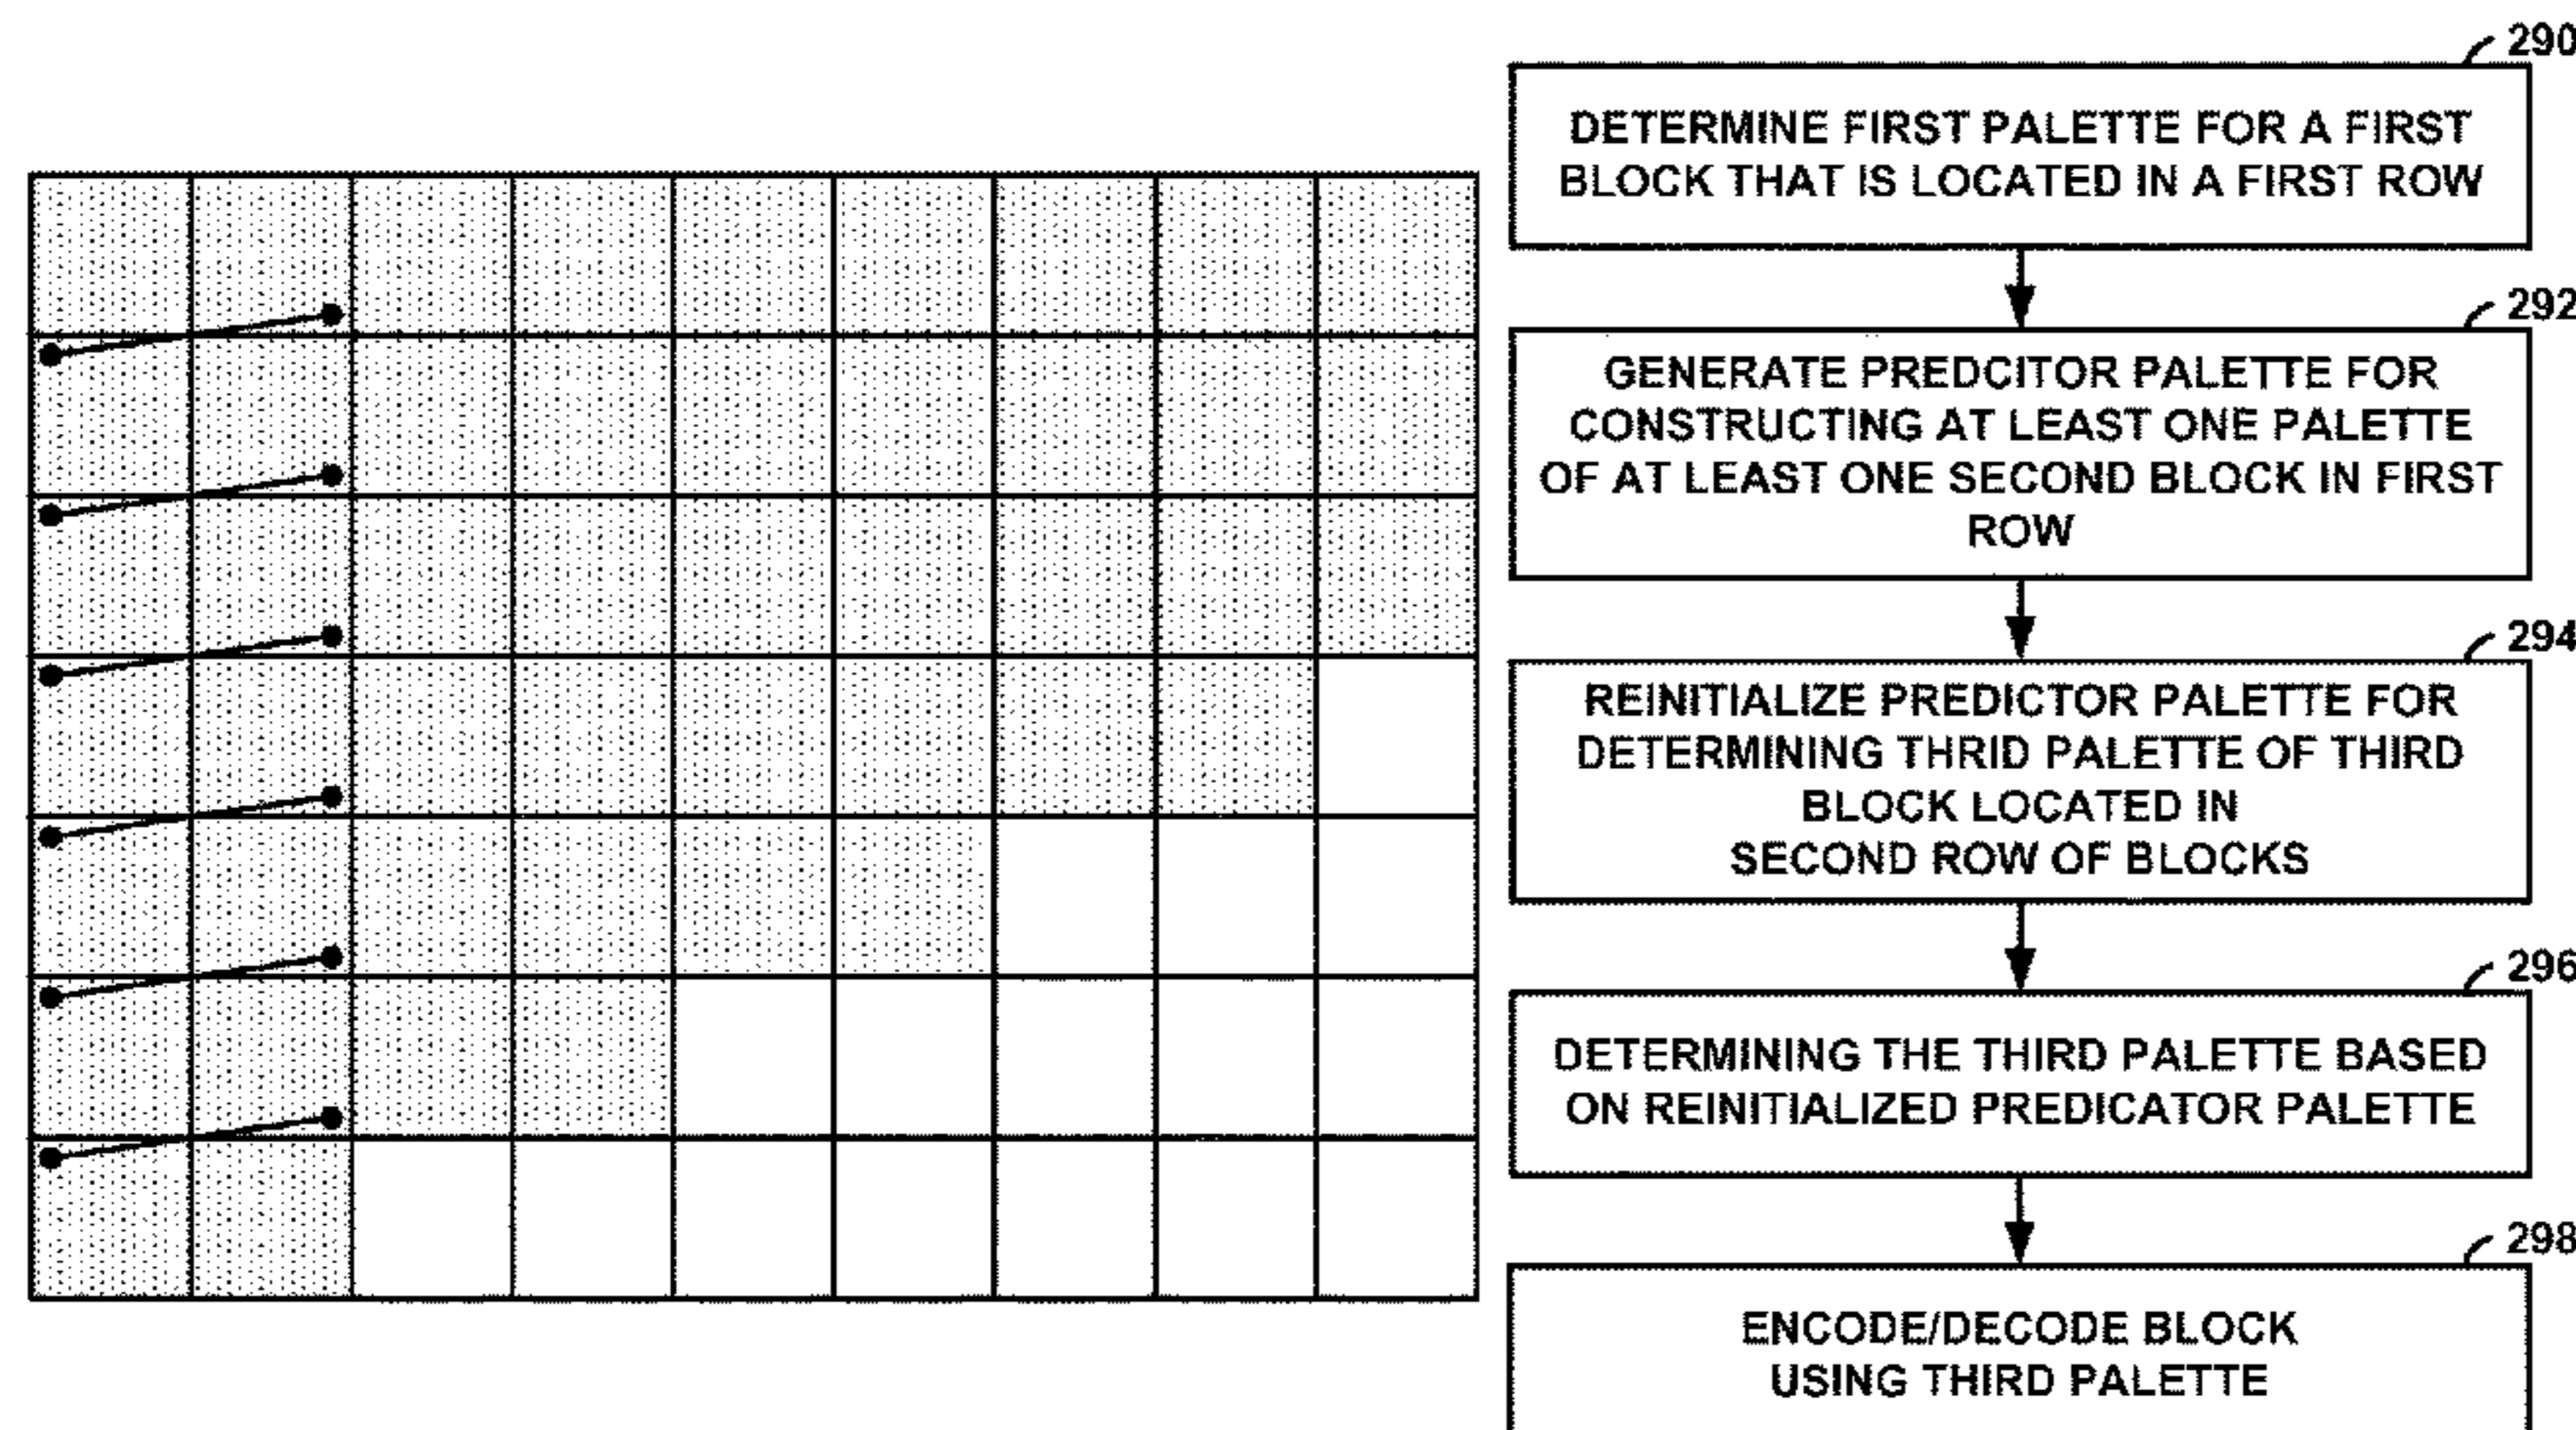 290
DETERMINE FIRST PALETTE FOR A FIRST
BLOCK THAT IS LOCATED IN A FIRST ROW
292
GENERATE PREDCITOR PALETTE FOR
CONSTRUCTING AT LEAST ONE PALETTE
OF AT LEAST ONE SECOND BLOCK IN FIRST
ROW
294
REINITIALIZE PREDICTOR PALETTE FOR
DETERMINING THRID PALETTE OF THIRD
BLOCK LOCATED IN
SECOND ROW OF BLOCKS
296
DETERMINING THE THIRD PALETTE BASED
ON REINITIALIZED PREDICATOR PALETTE
298
ENCODE/DECODE BLOCK
USING THIRD PALETTE